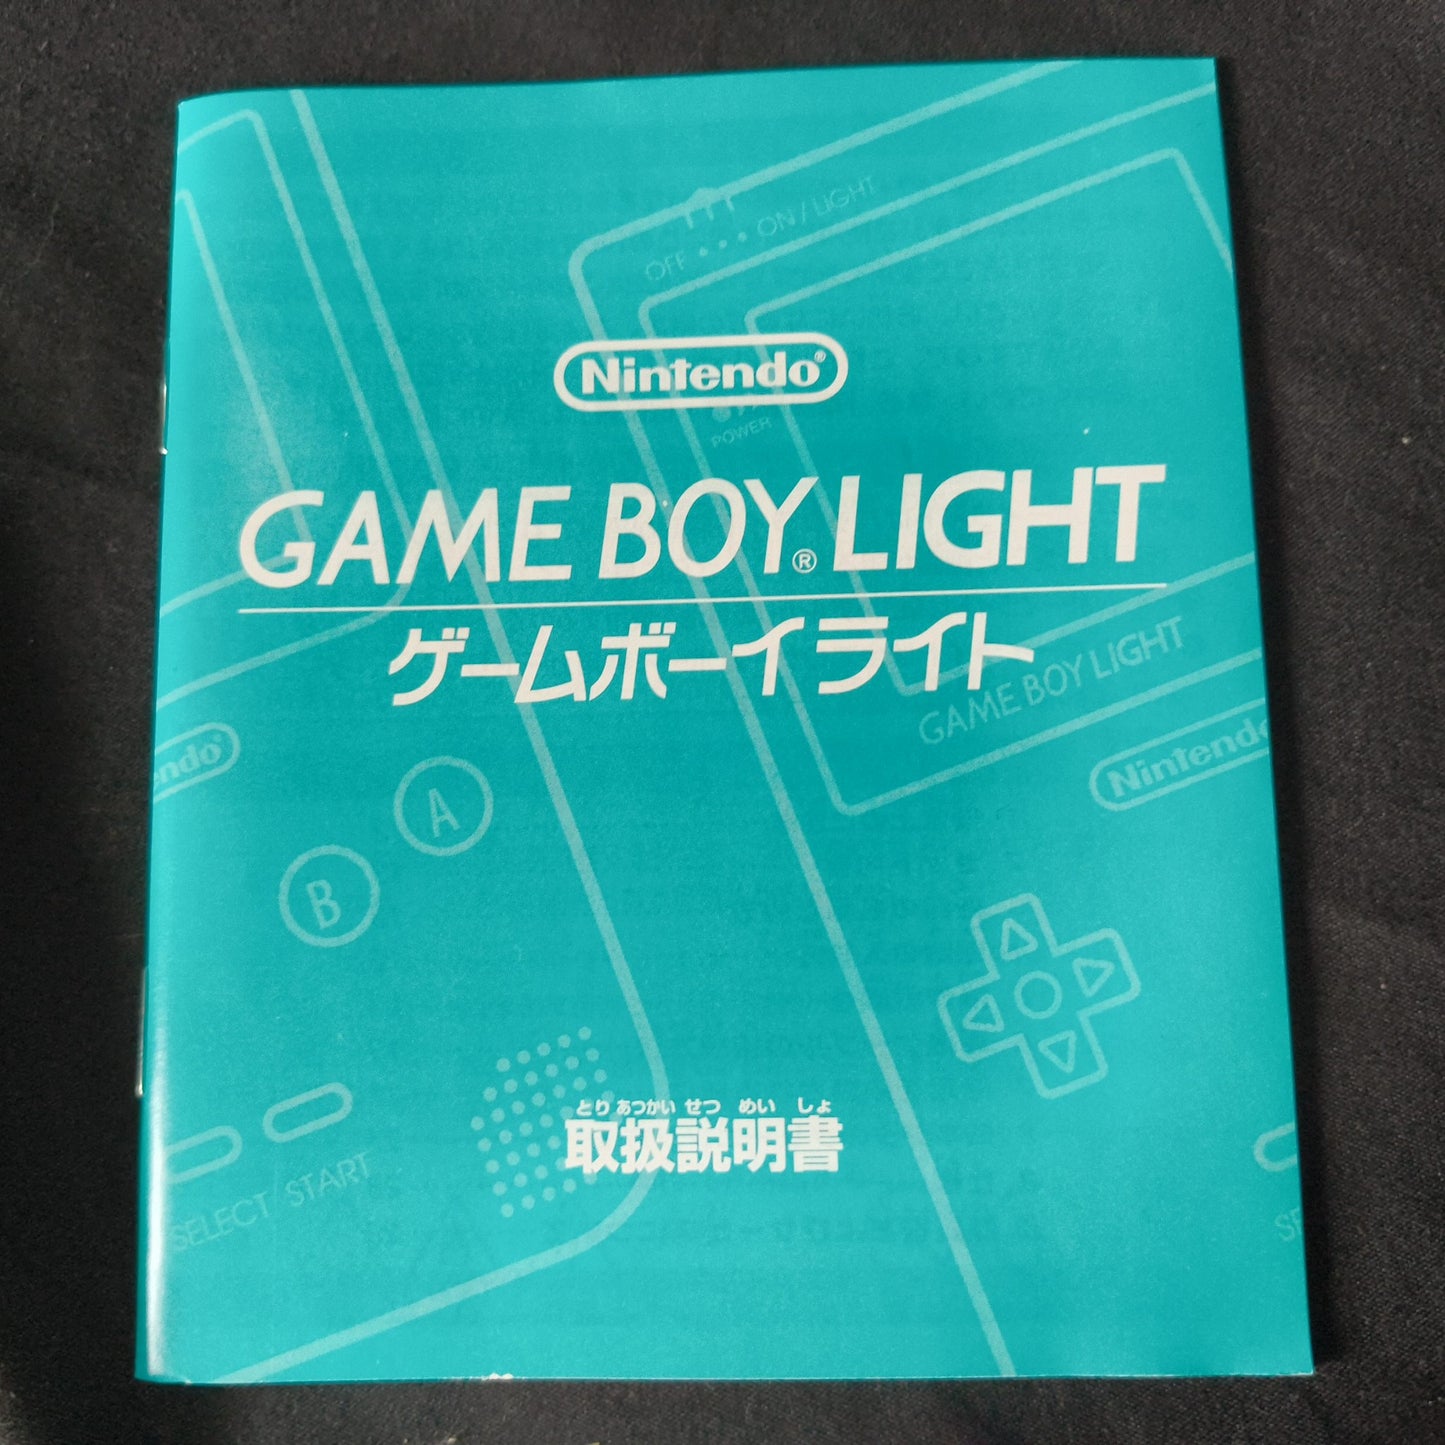 OFF ••• ON / LIGHT
Nintendo®
POWER
GAME BOY® LIGHT
ゲームボーイライト
GAME BOY LIGHT
Nintendo
endo®
A
B
とり あつかい せつ めい しょ
取扱説明書
SELECT START
SE